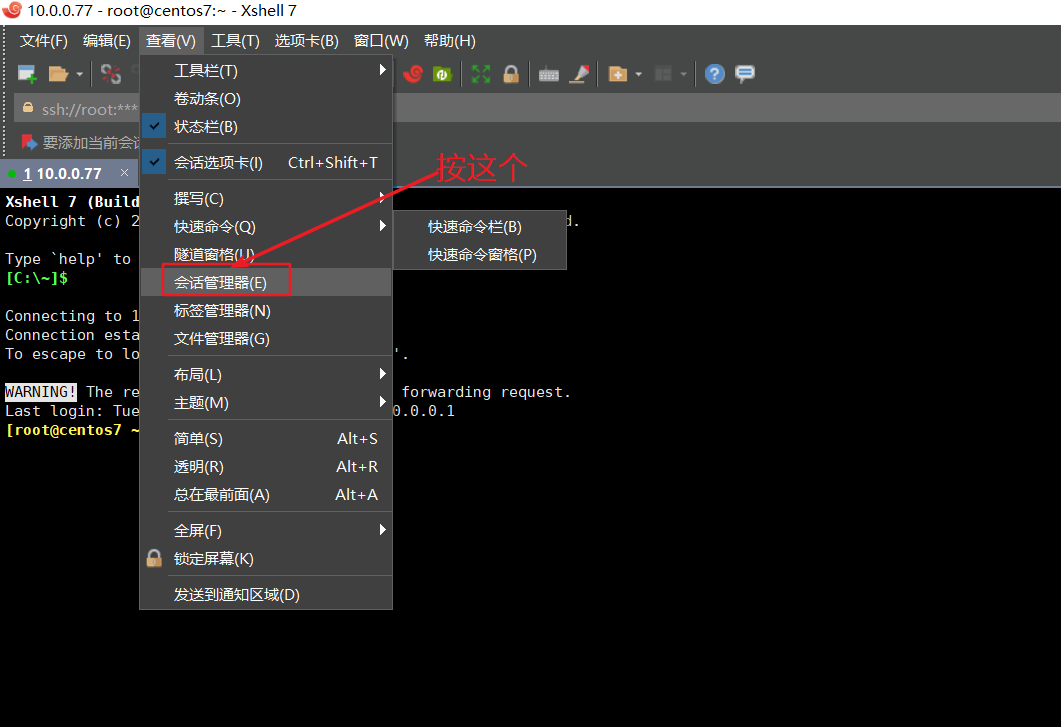 10.0.0.77 - root@centos7:~ - Xshell 7
文件(F) 编辑(E) 查看(V) 工具(T) 选项卡(B) 窗口(W) 帮助(H)
工具栏(T)
卷动条(O)
ssh://root:***
状态栏(B)
要添加当前会
1 10.0.0.77 ×
会话选项卡(I) Ctrl+Shift+T
按这个
Xshell 7 (Build
撰写(C)
Copyright (c) 2
d.
快速命令(Q)
快速命令栏(B)
隧道窗格(U)
快速命令窗格(P)
Type `help' to
[C:\~]$
会话管理器(E)
标签管理器(N)
Connecting to 1
Connection esta
文件管理器(G)
To escape to lo
'.
布局(L)
WARNING! The re
forwarding request.
主题(M)
Last login: Tue
0.0.0.1
[root@centos7 ~
简单(S) Alt+S
透明(R) Alt+R
总在最前面(A) Alt+A
全屏(F)
锁定屏幕(K)
发送到通知区域(D)